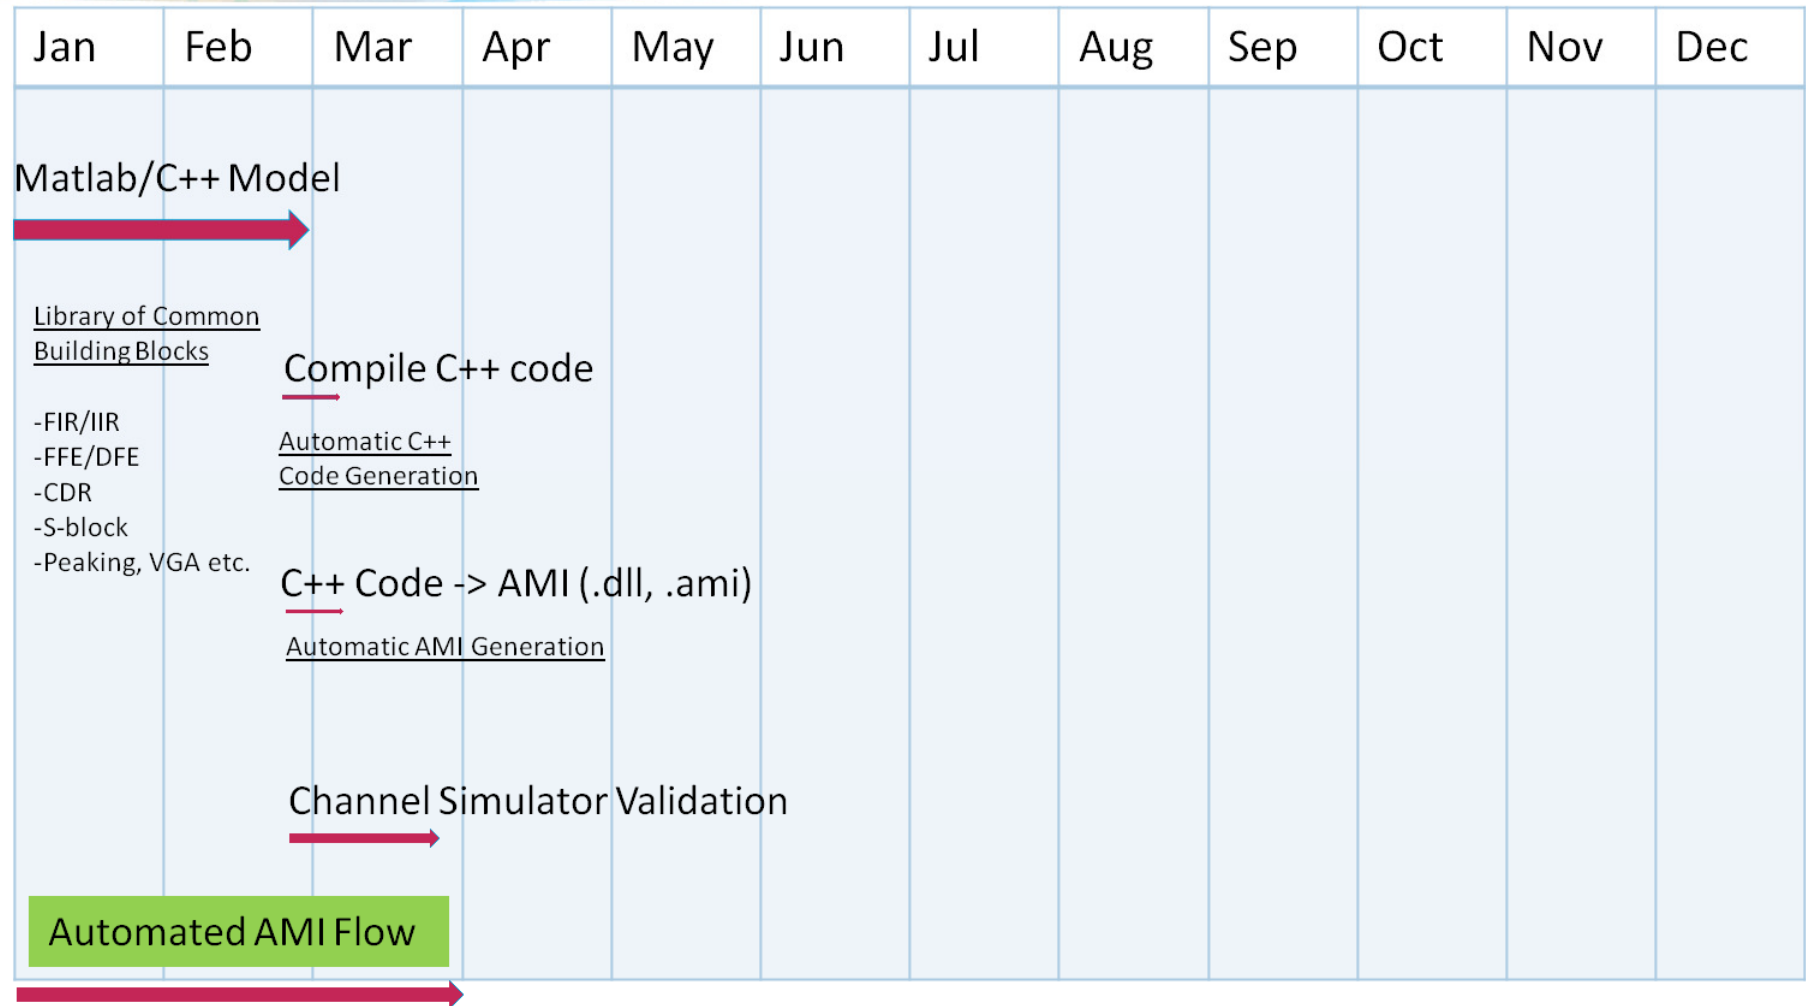 Jan Feb Mar Apr May Jun Jul Aug Sep Oct Nov Dec
Matlab/C++ Model
Library of Common
Building Blocks
-FIR/IIR
-FFE/DFE
-CDR
-S-block
-Peaking, VGA etc.
Compile C++ code
Automatic C++
Code Generation
C++ Code -> AMI (.dll, .ami)
Automatic AMI Generation
Channel Simulator Validation
Automated AMI Flow